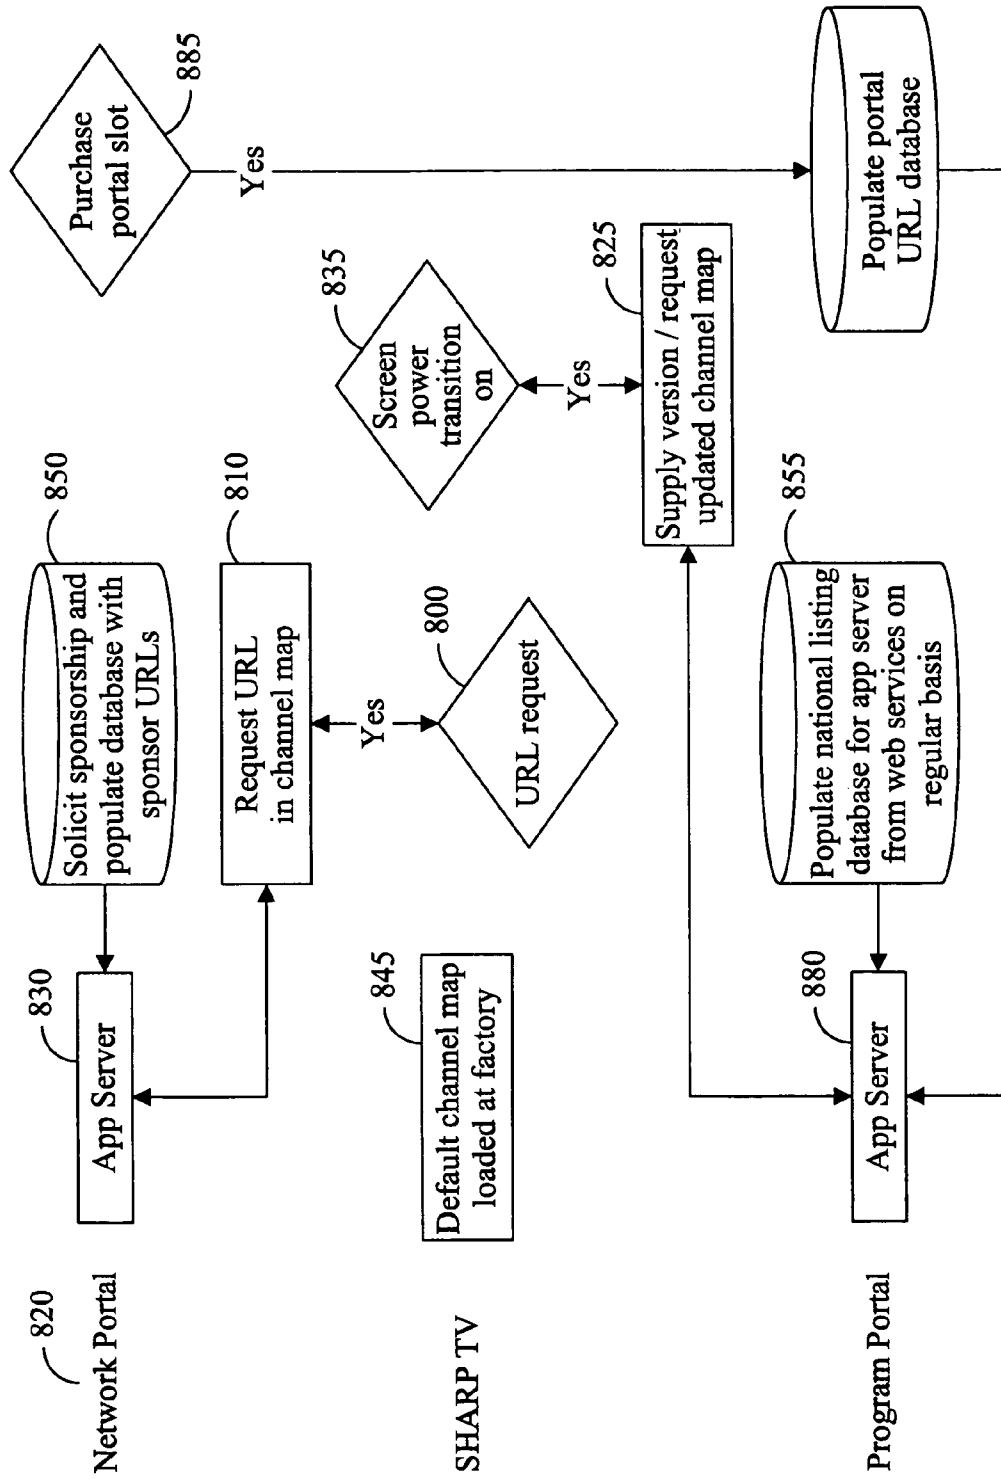 820
Network Portal
830
App Server
850
Solicit sponsorship and
populate database with
sponsor URLs
810
Request URL
in channel map
Yes
885
Purchase
portal slot
Yes
SHARP TV
845
Default channel map
loaded at factory
800
URL request
835
Screen
power
transition
on
Yes
825
Supply version / request
updated channel map
Program Portal
880
App Server
855
Populate national listing
database for app server
from web services on
regular basis
Populate portal
URL database